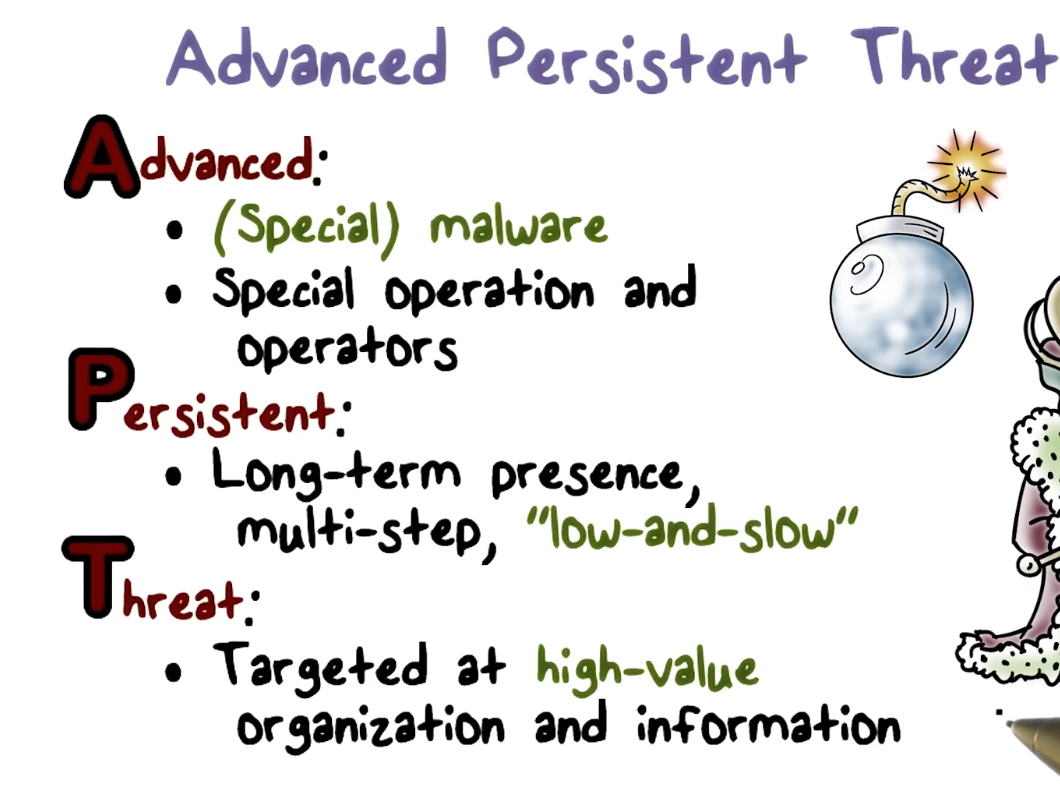 Advanced Persistent Threat
Advanced:
• (Special) malware
• Special operation and
operators
Persistent:
• Long-term presence,
multi-step, "low-and-slow"
Threat:
• Targeted at high-value
organization and information